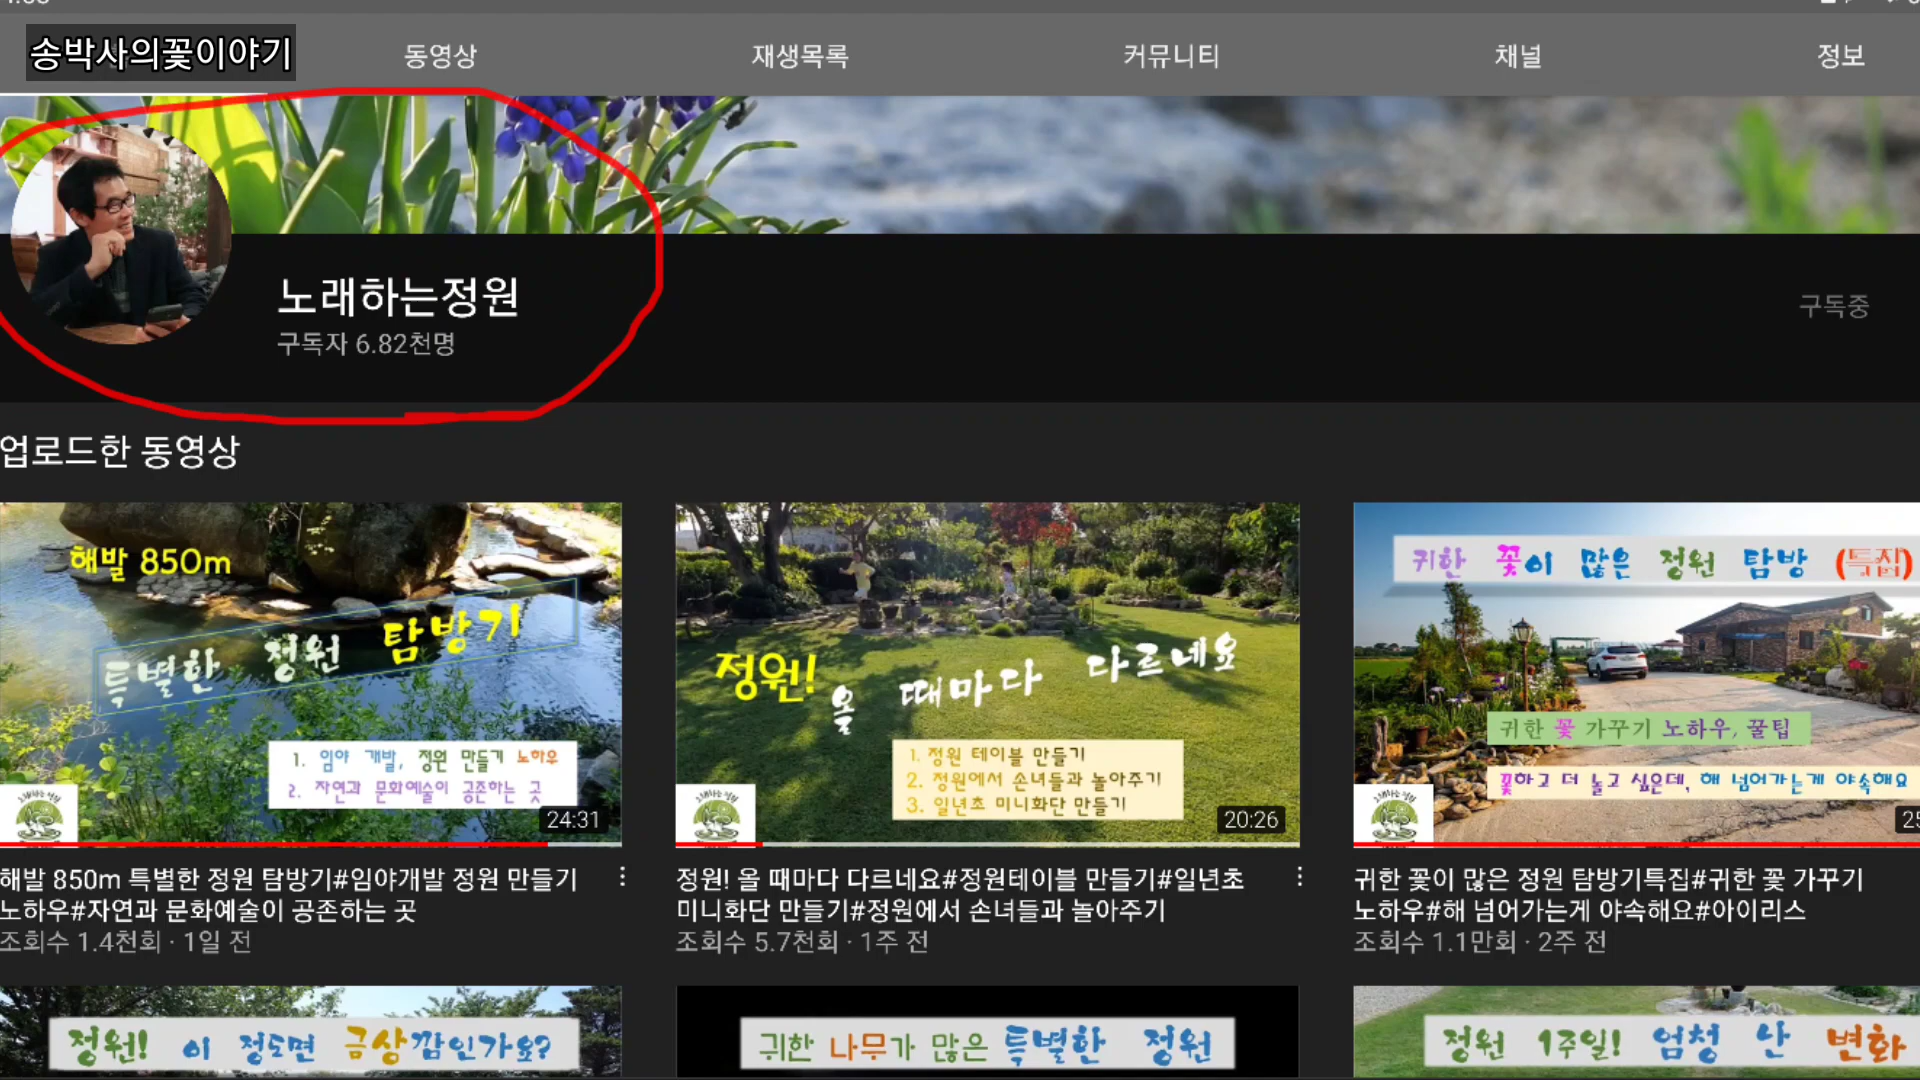 송박사의꽃이야기
동영상
재생목록
커뮤니티
채널
정보
노래하는정원
구독자 6.82천명
구독중
업로드한 동영상
해발 850m
특별한 정원 탐방기
1. 임야 개발, 정원 만들기 노하우
2. 자연과 문화예술이 공존하는 곳
24:31
정원! 올 때마다 다르네요
1. 정원 테이블 만들기
2. 정원에서 손녀들과 놀아주기
3. 일년초 미니화단 만들기
20:26
귀한 꽃이 많은 정원 탐방 (특집)
귀한 꽃 가꾸기 노하우, 꿀팁
꽃하고 더 놀고 싶은데, 해 넘어가는게 야속해요
해발 850m 특별한 정원 탐방기#임야개발 정원 만들기
노하우#자연과 문화예술이 공존하는 곳
조회수 1.4천회 · 1일 전
정원! 올 때마다 다르네요#정원테이블 만들기#일년초
미니화단 만들기#정원에서 손녀들과 놀아주기
조회수 5.7천회 · 1주 전
귀한 꽃이 많은 정원 탐방기특집#귀한 꽃 가꾸기
노하우#해 넘어가는게 야속해요#아이리스
조회수 1.1만회 · 2주 전
정원! 이 정도면 금상깜인가요?
귀한 나무가 많은 특별한 정원
정원 1주일! 엄청 난 변화